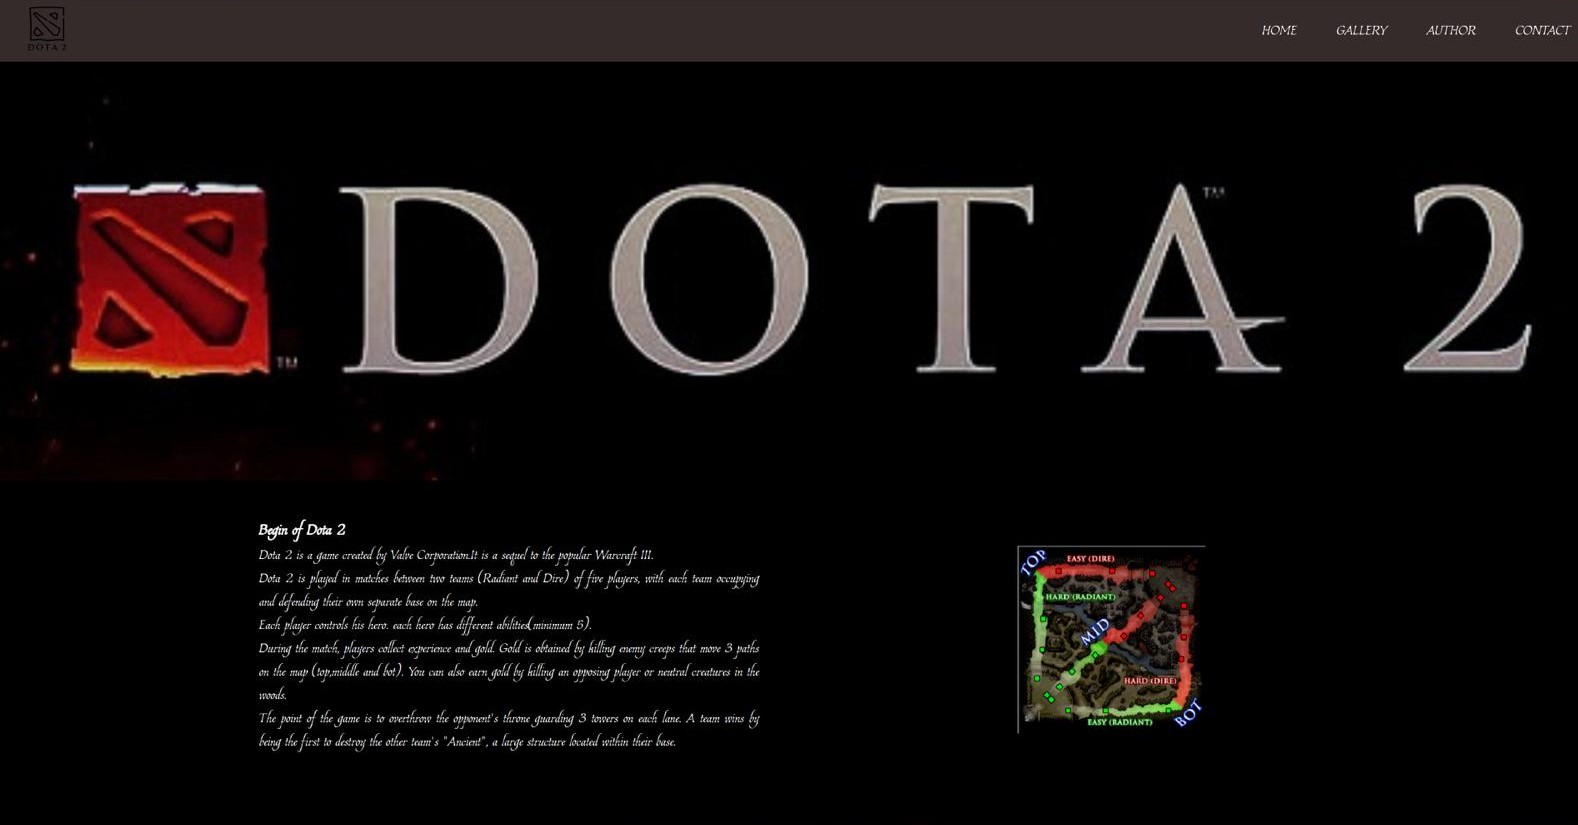 DOTA 2
HOME GALLERY AUTHOR CONTACT
DOTA™ 2
TM
Begin of Dota 2
Dota 2 is a game created by Valve Corporation.It is a sequel to the popular Warcraft III.
Dota 2 is played in matches between two teams (Radiant and Dire) of five players, with each team occupying
and defending their own separate base on the map.
Each player controls his hero. each hero has different abilities(minimum 5).
During the match, players collect experience and gold. Gold is obtained by killing enemy creeps that move 3 paths
on the map (top,middle and bot). You can also earn gold by killing an opposing player or neutral creatures in the
woods.
The point of the game is to overthrow the opponent's throne guarding 3 towers on each lane. A team wins by
being the first to destroy the other team's "Ancient", a large structure located within their base.
TOP
EASY (DIRE)
HARD (RADIANT)
MID
HARD (DIRE)
BOT
EASY (RADIANT)